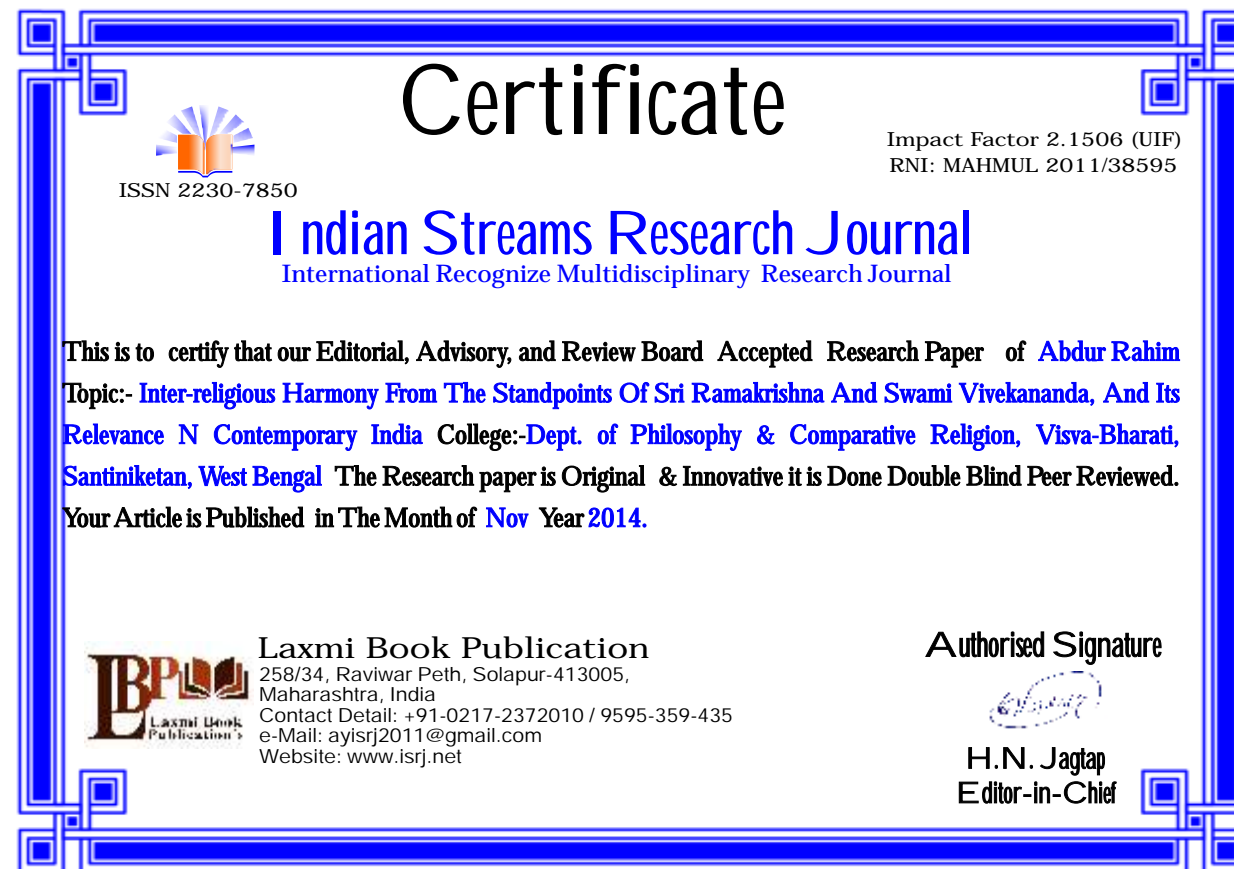 Certificate
Impact Factor 2.1506 (UIF)
RNI: MAHMUL 2011/38595
ISSN 2230-7850
Indian Streams Research Journal
International Recognize Multidisciplinary Research Journal
This is to certify that our Editorial, Advisory, and Review Board Accepted Research Paper of Abdur Rahim
Topic:- Inter-religious Harmony From The Standpoints Of Sri Ramakrishna And Swami Vivekananda, And Its
Relevance N Contemporary India College:-Dept. of Philosophy & Comparative Religion, Visva-Bharati,
Santiniketan, West Bengal The Research paper is Original & Innovative it is Done Double Blind Peer Reviewed.
Your Article is Published in The Month of Nov Year 2014.
LBP
Laxmi Book
Publication's
Laxmi Book Publication
258/34, Raviwar Peth, Solapur-413005,
Maharashtra, India
Contact Detail: +91-0217-2372010 / 9595-359-435
e-Mail: ayisrj2011@gmail.com
Website: www.isrj.net
Authorised Signature
H.N. Jagtap
Editor-in-Chief